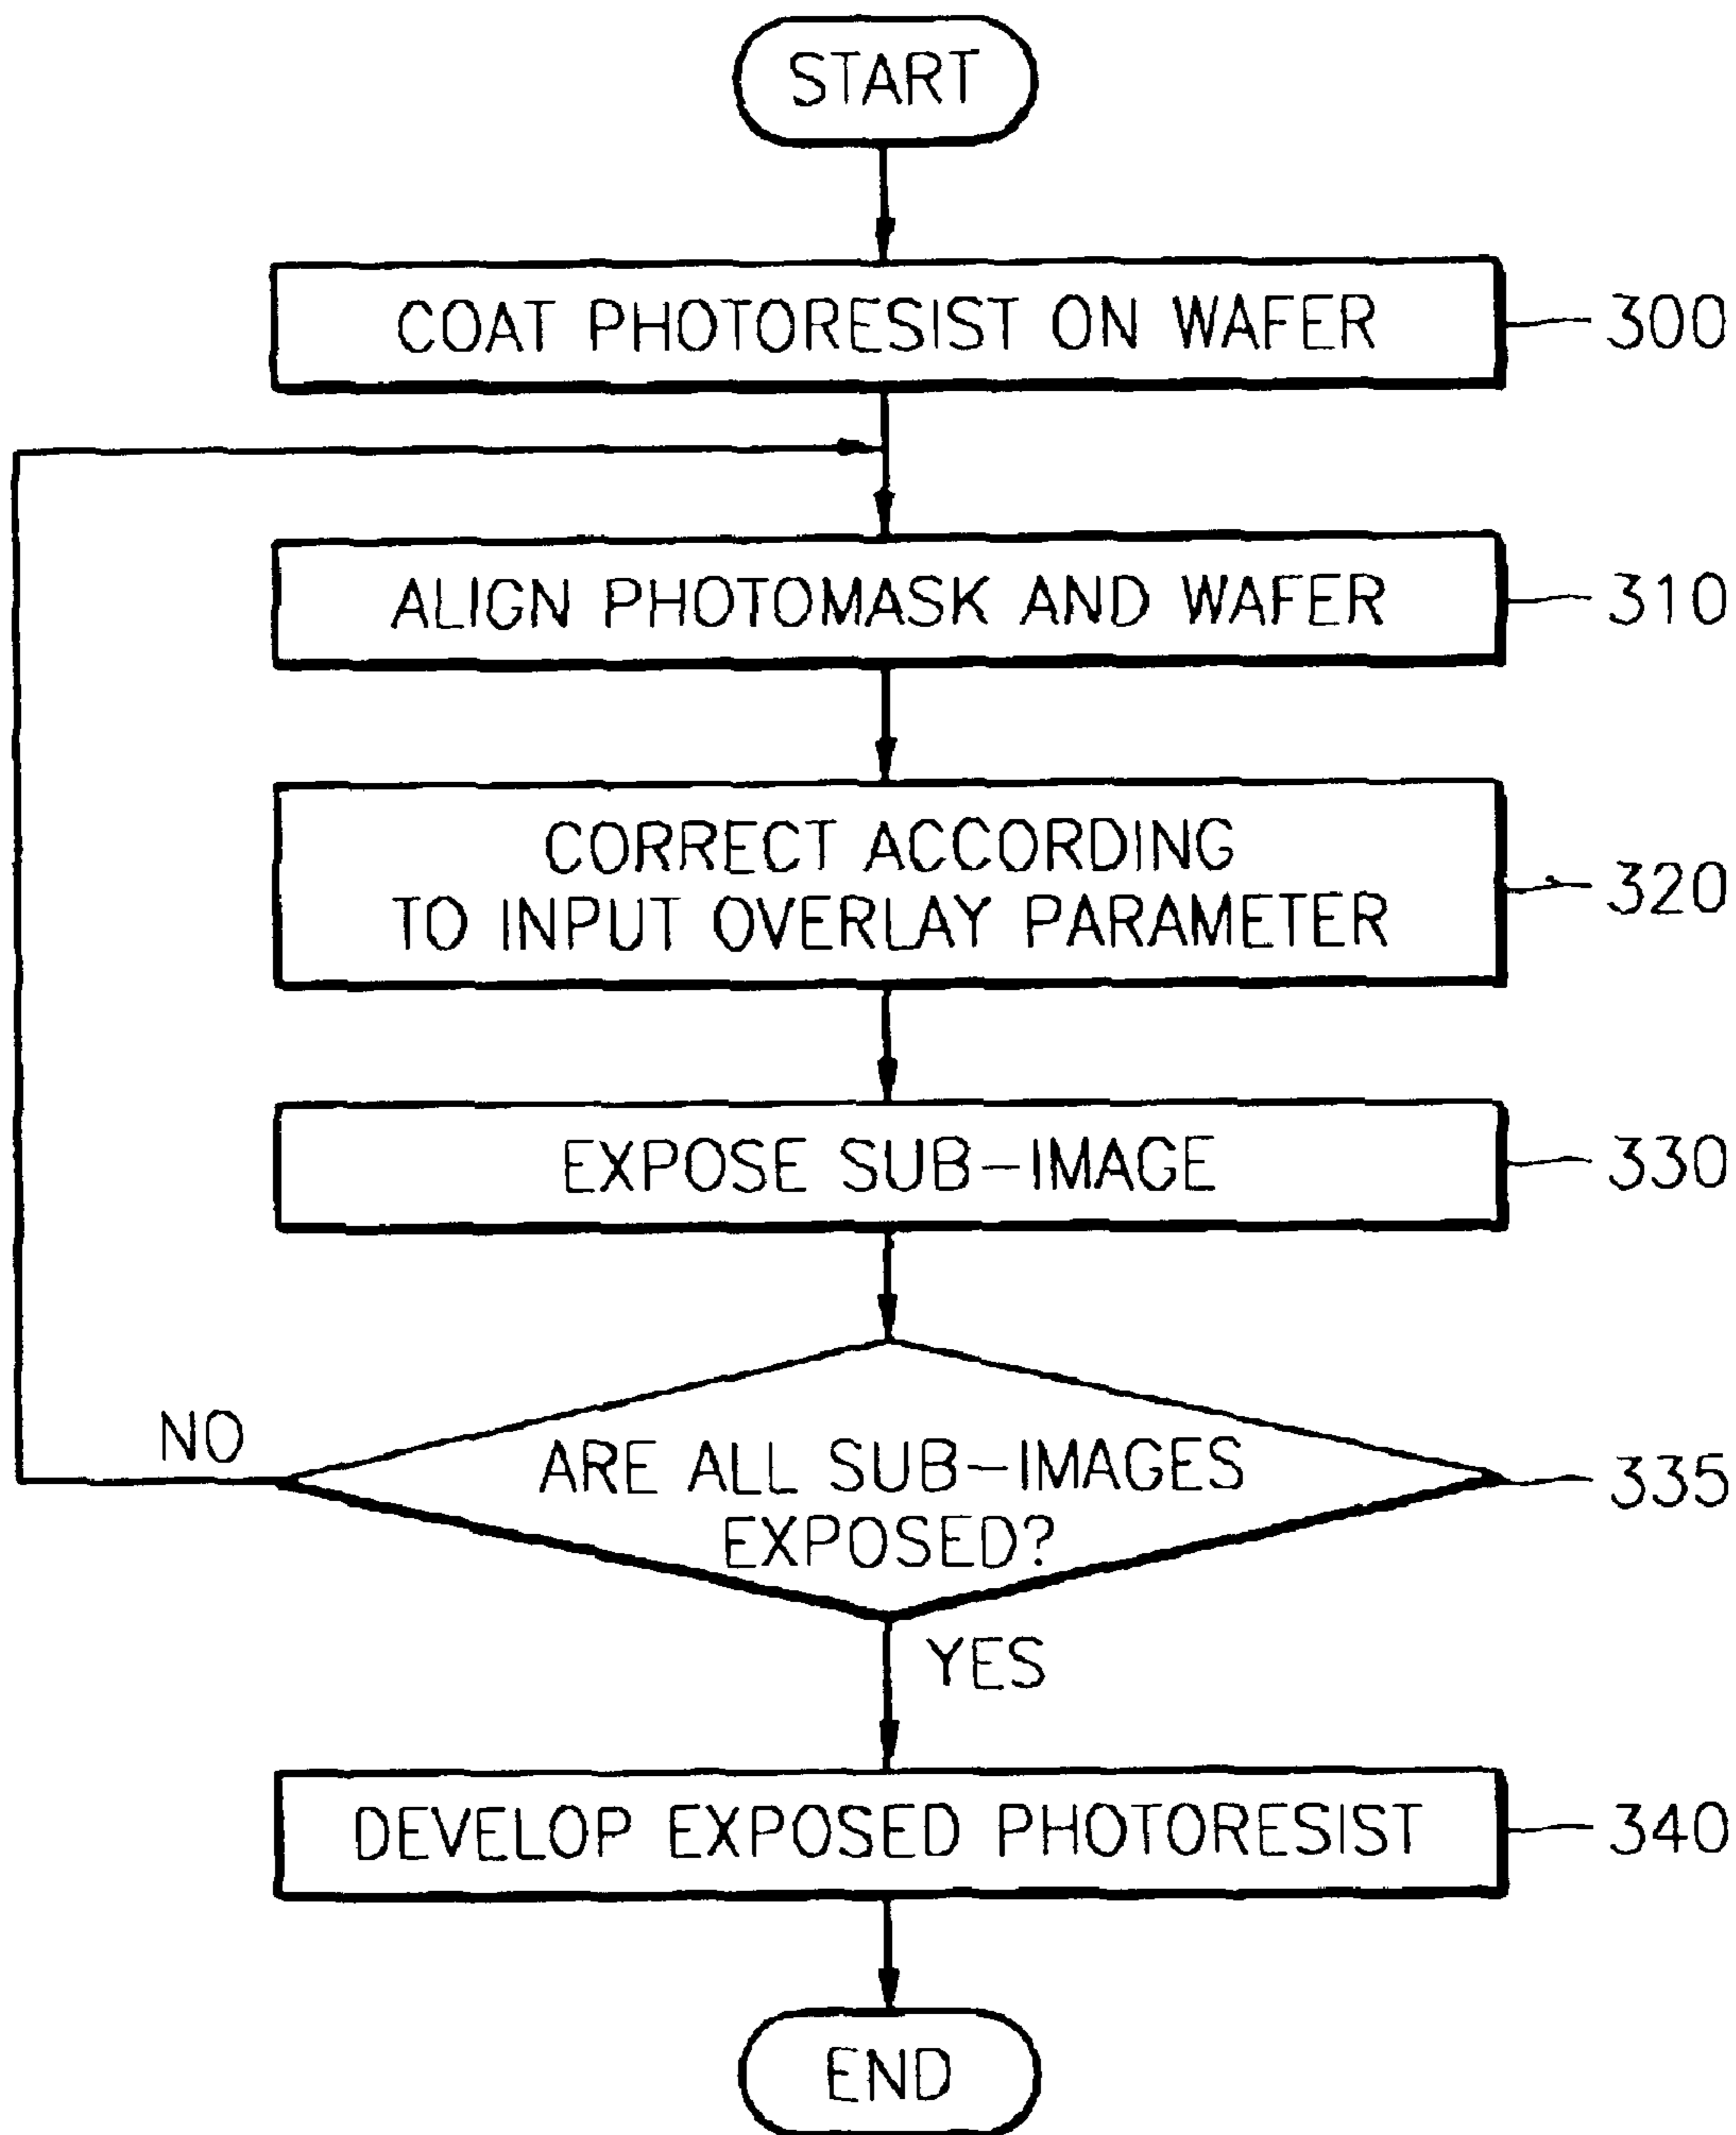 START
COAT PHOTORESIST ON WAFER
300
ALIGN PHOTOMASK AND WAFER
310
CORRECT ACCORDING
TO INPUT OVERLAY PARAMETER
320
EXPOSE SUB-IMAGE
330
NO
ARE ALL SUB-IMAGES
EXPOSED?
335
YES
DEVELOP EXPOSED PHOTORESIST
340
END